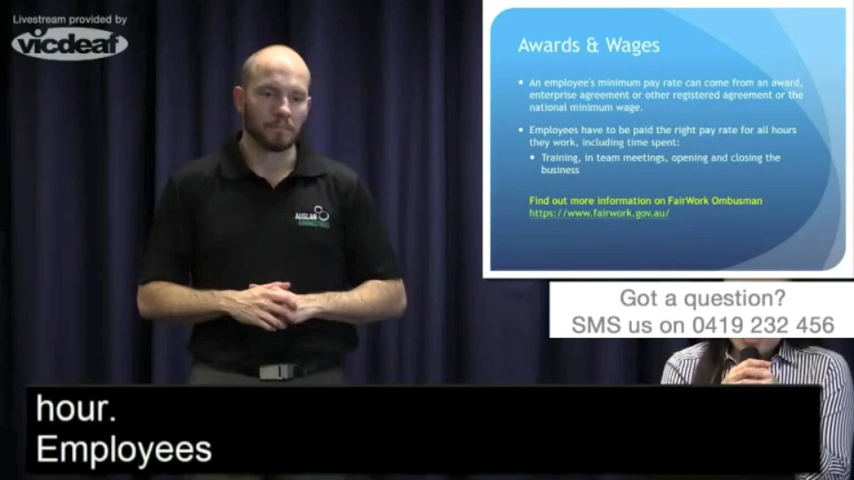 Livestream provided by
vicdeaf
Awards & Wages
An employee's minimum pay rate can come from an award,
enterprise agreement or other registered agreement or the
national minimum wage.
Employees have to be paid the right pay rate for all hours
they work, including time spent:
Training, in team meetings, opening and closing the
business
Find out more information on FairWork Ombusman
https://www.fairwork.gov.au/
AUSLAN
CONNECTIONS
Got a question?
SMS us on 0419 232 456
hour.
Employees